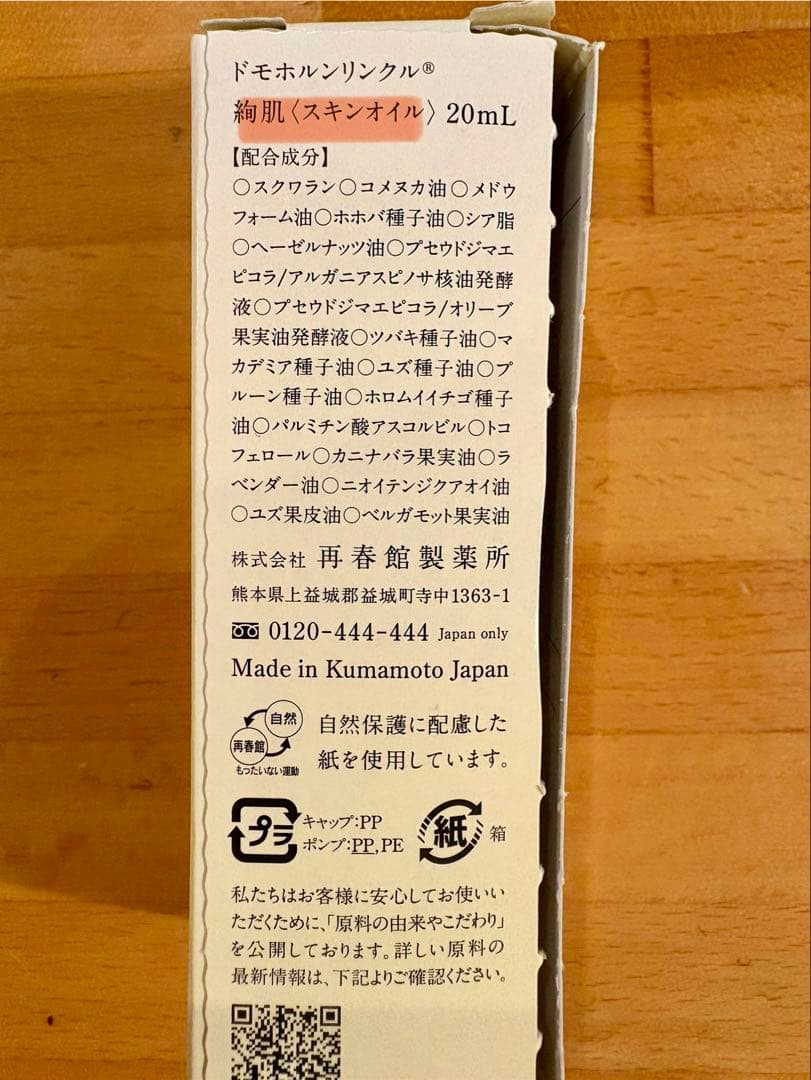 ドモホルンリンクル®
絢肌〈スキンオイル〉 20mL
【配合成分】
○スクワラン○コメヌカ油○メドゥ
フォーム油○ホホバ種子油○シア脂
○ヘーゼルナッツ油○プセウドジマエ
ピコラ/アルガニアスピノサ核油発酵
液○プセウドジマエピコラ/オリーブ
果実油発酵液○ツバキ種子油○マ
カデミア種子油○ユズ種子油○プ
ルーン種子油○ホロムイイチゴ種子
油○パルミチン酸アスコルビル○トコ
フェロール○カニナバラ果実油○ラ
ベンダー油○ニオイテンジクアオイ油
○ユズ果皮油○ベルガモット果実油
株式会社 再春館製薬所
熊本県上益城郡益城町寺中1363-1
0120-444-444 Japan only
Made in Kumamoto Japan
自然
再春館
もったいない運動
自然保護に配慮した
紙を使用しています。
プラ
キャップ:PP
ポンプ:PP,PE
紙
箱
私たちはお客様に安心してお使いい
ただくために、「原料の由来やこだわり」
を公開しております。詳しい原料の
最新情報は、下記よりご確認ください。